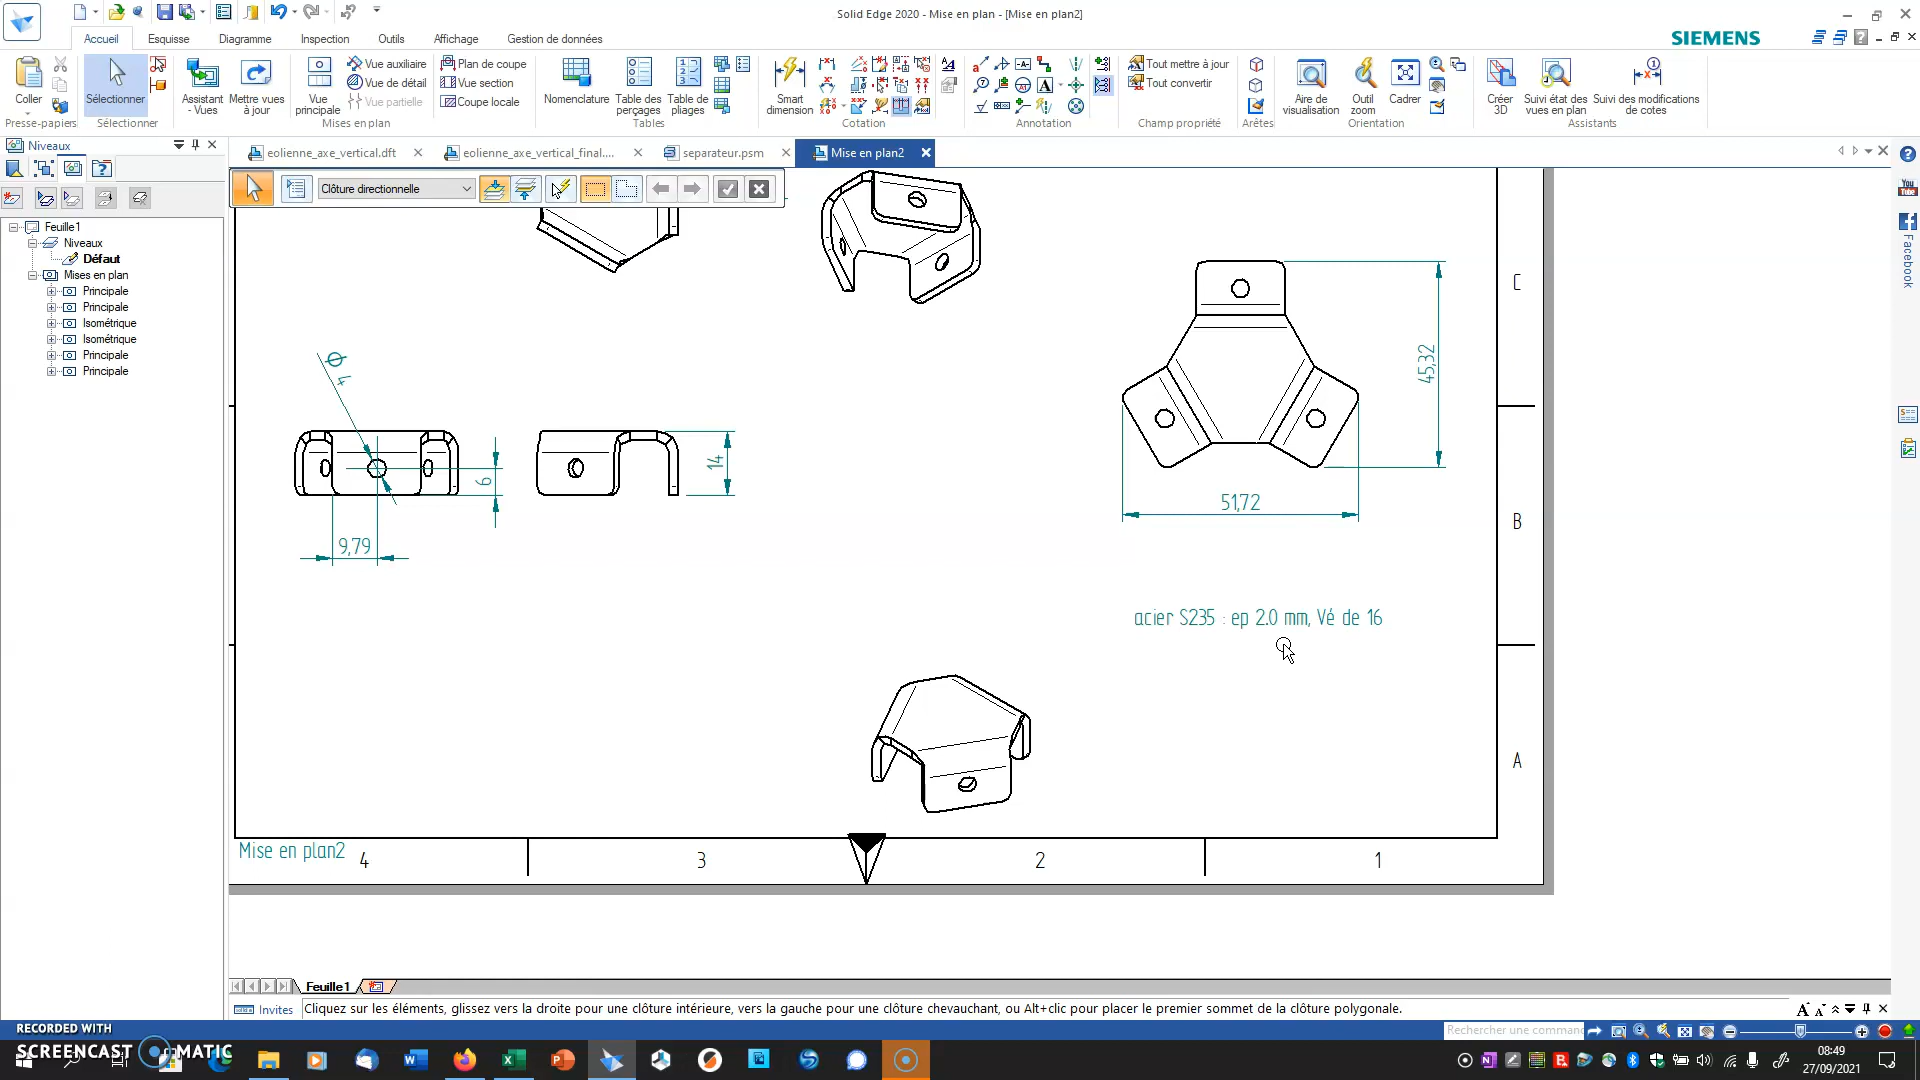 Solid Edge 2020 - Mise en plan - [Mise en plan2]
Accueil Esquisse Diagramme Inspection Outils Affichage Gestion de données
SIEMENS
Coller
Presse-papiers
Sélectionner
Sélectionner
Assistant - Vues
Mettre vues à jour
Vue principale
Vue auxiliaire
Vue de détail
Vue partielle
Plan de coupe
Vue section
Coupe locale
Mises en plan
Nomenclature
Table des perçages
Table de pliages
Tables
Smart dimension
Cotation
Annotation
Tout mettre à jour
Tout convertir
Champ propriété
Arêtes
Aire de visualisation
Outil zoom
Cadrer
Orientation
Créer 3D
Suivi état des vues en plan
Suivi des modifications de cotes
Assistants
Niveaux
eolienne_axe_vertical.dft
eolienne_axe_vertical_final....
separateur.psm
Mise en plan2
Clôture directionnelle
Feuille1
Niveaux
Défaut
Mises en plan
Principale
Principale
Isométrique
Isométrique
Principale
Principale
You Tube
Facebook
C
B
A
ϕ 4
6
9,79
14
45,32
51,72
acier S235 : ep 2.0 mm, Vé de 16
Mise en plan2
4 3 2 1
Feuille1
Invites
Cliquez sur les éléments, glissez vers la droite pour une clôture intérieure, vers la gauche pour une clôture chevauchant, ou Alt+clic pour placer le premier sommet de la clôture polygonale.
Rechercher une command
RECORDED WITH
SCREENCAST MATIC
08:49
27/09/2021